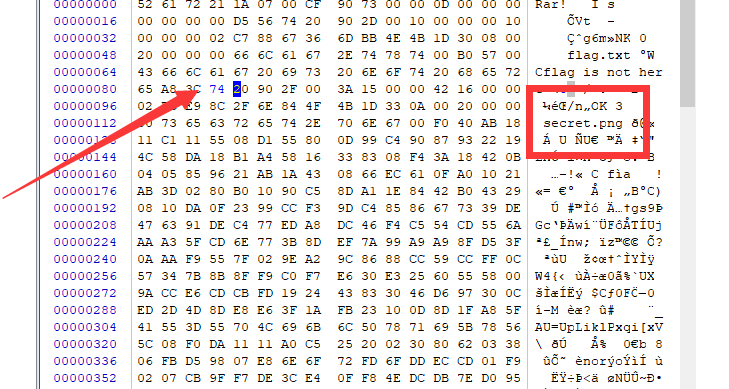 00000000 52 61 72 21 1A 07 00 CF 90 73 00 00 0D 00 00 00 Rar! Ï s
00000016 00 00 00 00 D5 56 74 20 90 2D 00 10 00 00 00 10 ÕVt -
00000032 00 00 00 02 C7 88 67 36 6D BB 4E 4B 1D 30 08 00 Çˆg6m»NK 0
00000048 20 00 00 00 66 6C 61 67 2E 74 78 74 00 B0 57 00 flag.txt °W
00000064 43 66 6C 61 67 20 69 73 20 6E 6F 74 20 68 65 72 Cflag is not her
00000080 65 A8 3C 74 20 90 2F 00 3A 15 00 00 42 16 00 00
00000096 02 E9 8C 2F 6E 84 4F 4B 1D 33 0A 00 20 00 00 ¼éŒ/n„OK 3
00000112 73 65 63 72 65 74 2E 70 6E 67 00 F0 40 AB 18 secret.png ð@«
11 C1 11 55 08 D1 55 80 0D 99 C4 90 87 93 22 19 Á U ÑU€ ™Ä ‡“"
00000144 4C 58 DA 18 B1 A4 58 16 33 83 08 F4 3A 18 42 0B
00000160 04 05 85 96 21 AB 1A 43 08 66 EC 61 0F FA 10 21
00000176 AB 3D 02 80 B0 10 90 C5 8D A1 1E 84 42 B0 43 29 «= €° Å ¡ „B°C)
00000192 08 10 DA 0F 23 99 CC F3 9D C4 85 86 67 73 39 DE Ú #™Ìó Ä…†gs9Þ
00000208 47 63 91 DE C4 77 ED A8 DC 46 F4 C5 54 CD 55 6A Gc‘ÞÄwí¨ÜFôÅTÍUj
00000224 AA A3 5F CD 6E 77 3B 8D EF 7A 99 A9 A9 8F D5 3F ª£_Ínw; ïz™©© Õ?
00000240 0A AA F9 55 7F 02 9E A2 9C 86 88 CC 59 CC FF 0C ªùU ž¢œ†ˆÌYÌÿ
00000256 57 34 7B 8B 8F F9 C0 F7 E6 30 E3 25 60 55 58 00 W4{‹ ùÀ÷æ0ã%`UX
00000272 9A CC E6 CD CB FD 19 24 43 83 30 46 D6 97 30 0C šÌæÍËý $Cƒ0FÖ—0
00000288 ED 2D 4D 8D E8 E6 3F 1A FB 23 10 0D 8D 1F A8 5F í-M èæ? û# ¨_
00000304 41 55 3D 55 70 4C 69 6B 6C 50 78 71 69 5B 78 56 AU=UpLiklPxqi[xV
00000320 5C 08 F0 DA 11 11 A0 C5 25 20 02 30 80 62 03 38 \ ðÚ Å% 0€b 8
00000336 06 FB D5 98 07 E8 6E 6F 72 FD 6F DD EC CD 01 F9 ûÕ˜ ènorýoÝìÍ ù
00000352 02 07 CB 9F F7 DE 3C E4 0F F8 4E DC DB 7E D0 95 ËŸ÷Þ<ä øNÜÛ~Ð•